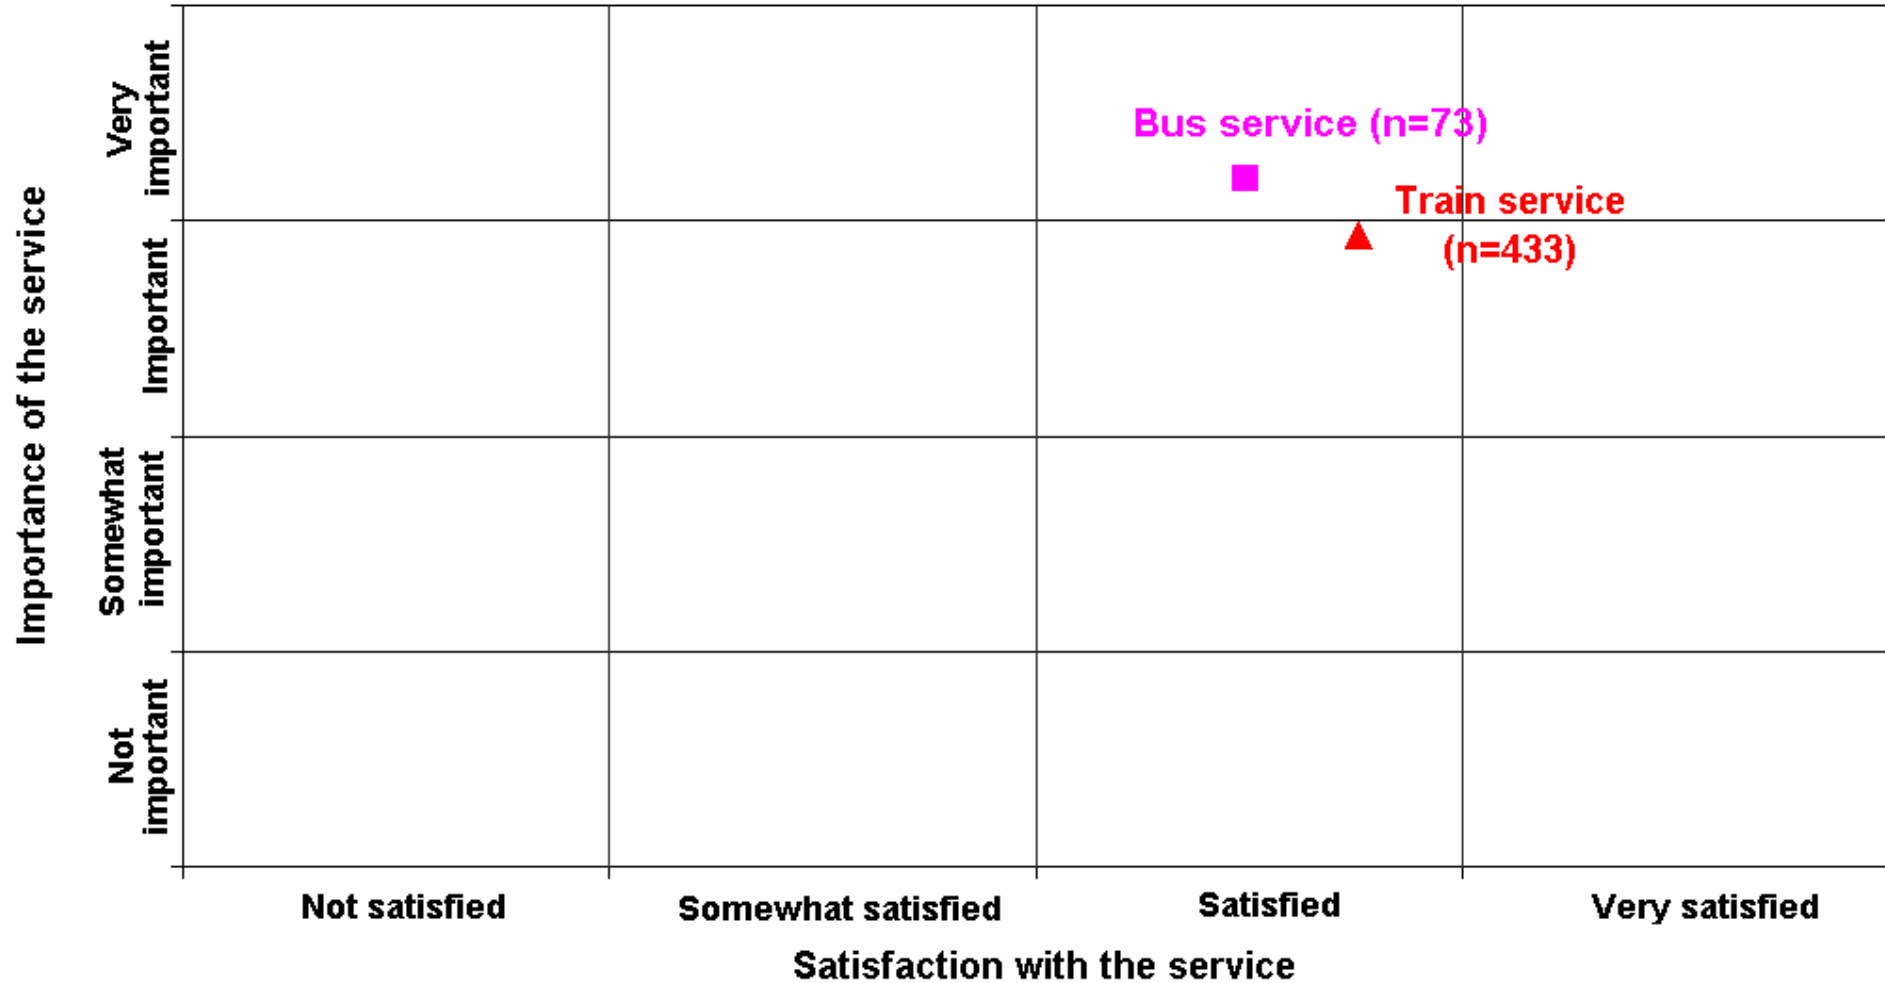 Importance of the service
Very
important
Important
Somewhat
important
Not
important
Bus service (n=73)
Train service
(n=433)
Not satisfied
Somewhat satisfied
Satisfied
Very satisfied
Satisfaction with the service